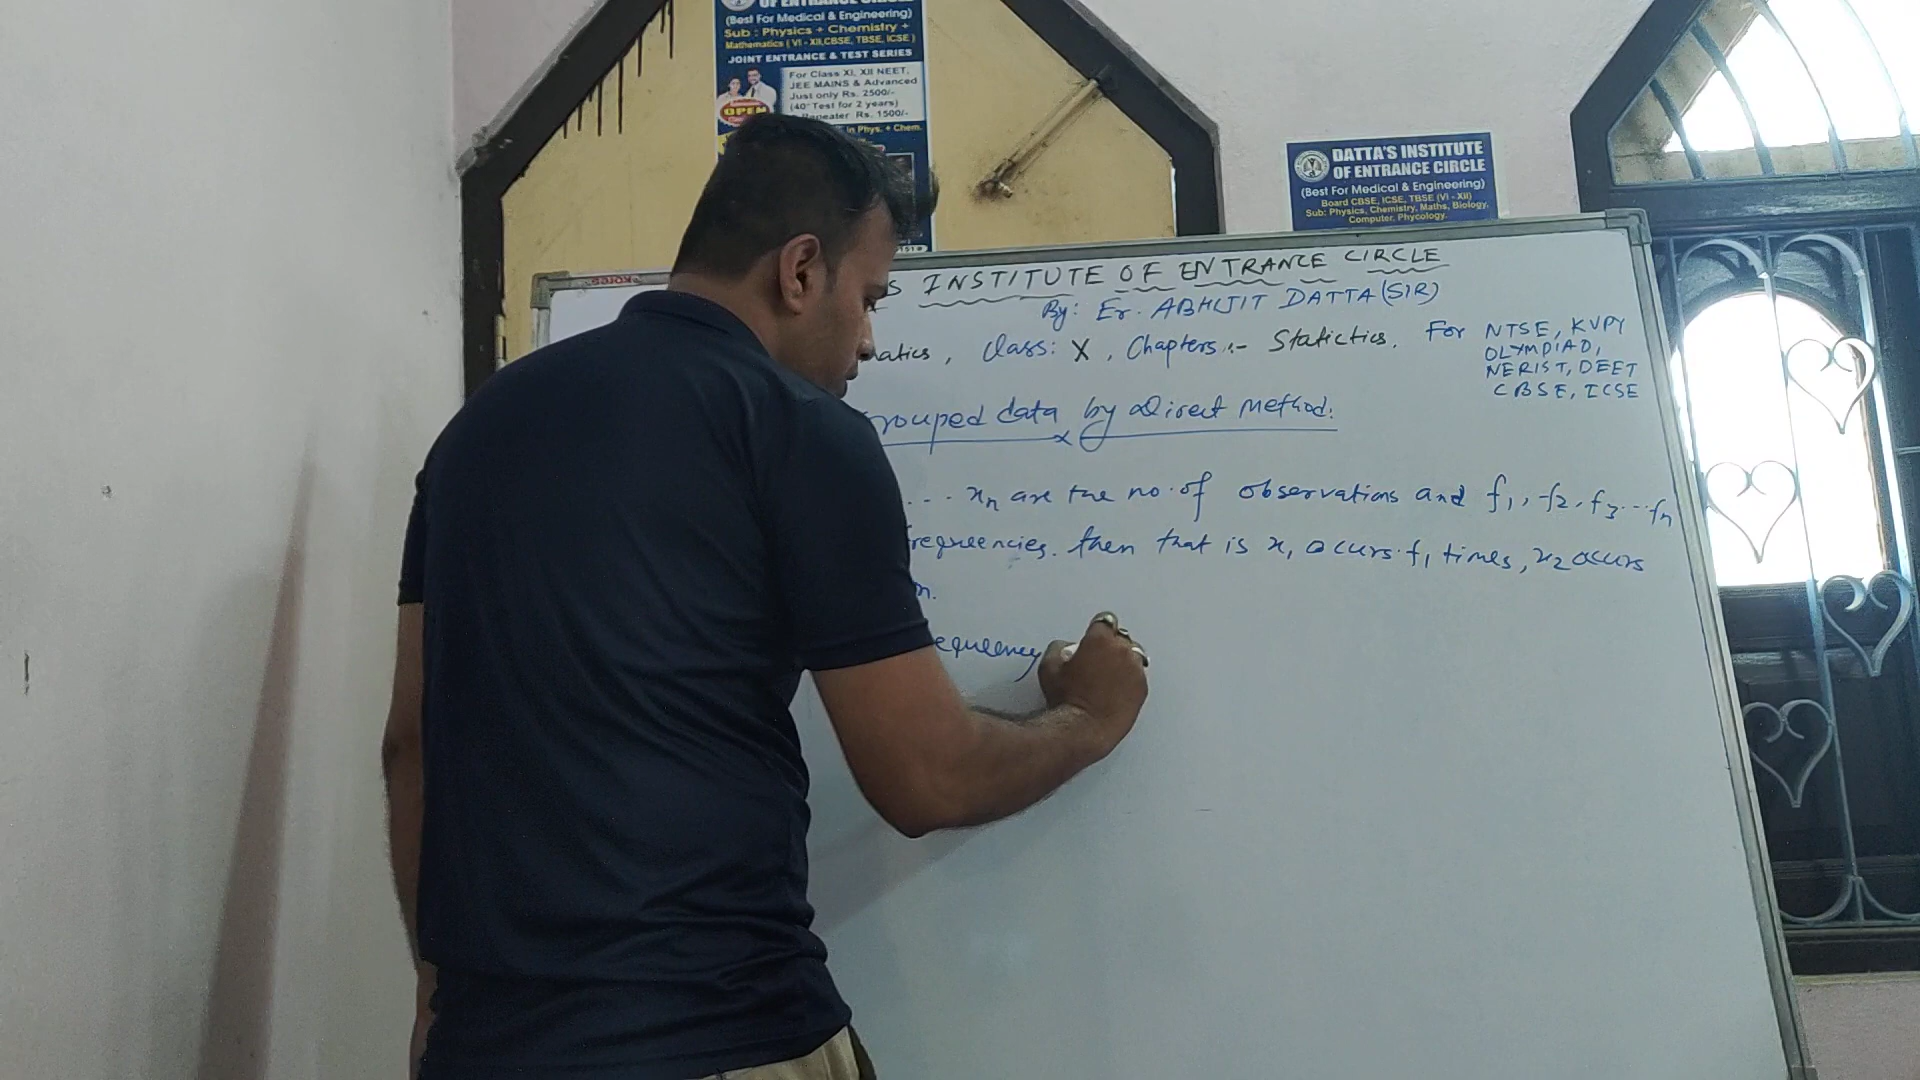 OF ENTRANCE CIRCLE
(Best For Medical & Engineering)
Sub : Physics + Chemistry +
Mathematics ( VI - XII,CBSE, TBSE, ICSE )
JOINT ENTRANCE & TEST SERIES
For Class XI, XII NEET,
JEE MAINS & Advanced
Just only Rs. 2500/-
(40 Test for 2 years)
Repeater Rs. 1500/-
OPEN
in Phys. + Chem.
DATTA'S INSTITUTE
OF ENTRANCE CIRCLE
(Best For Medical & Engineering)
Board CBSE, ICSE, TBSE (VI - XII)
Sub: Physics, Chemistry, Maths, Biology,
Computer, Phycology.
S INSTITUTE OF ENTRANCE CIRCLE
By: Er. ABHIJIT DATTA (SIR)
matics, Class: X, Chapters :- Statictics. For NTSE, KVPY
OLYMPIAD,
NERIST, DEET
CBSE, ICSE
rouped data by Direct Method:
... xn are the no. of observations and f1, f2, f3...fn
requencies. then that is x1 occurs f1 times, x2 occurs
n.
equency